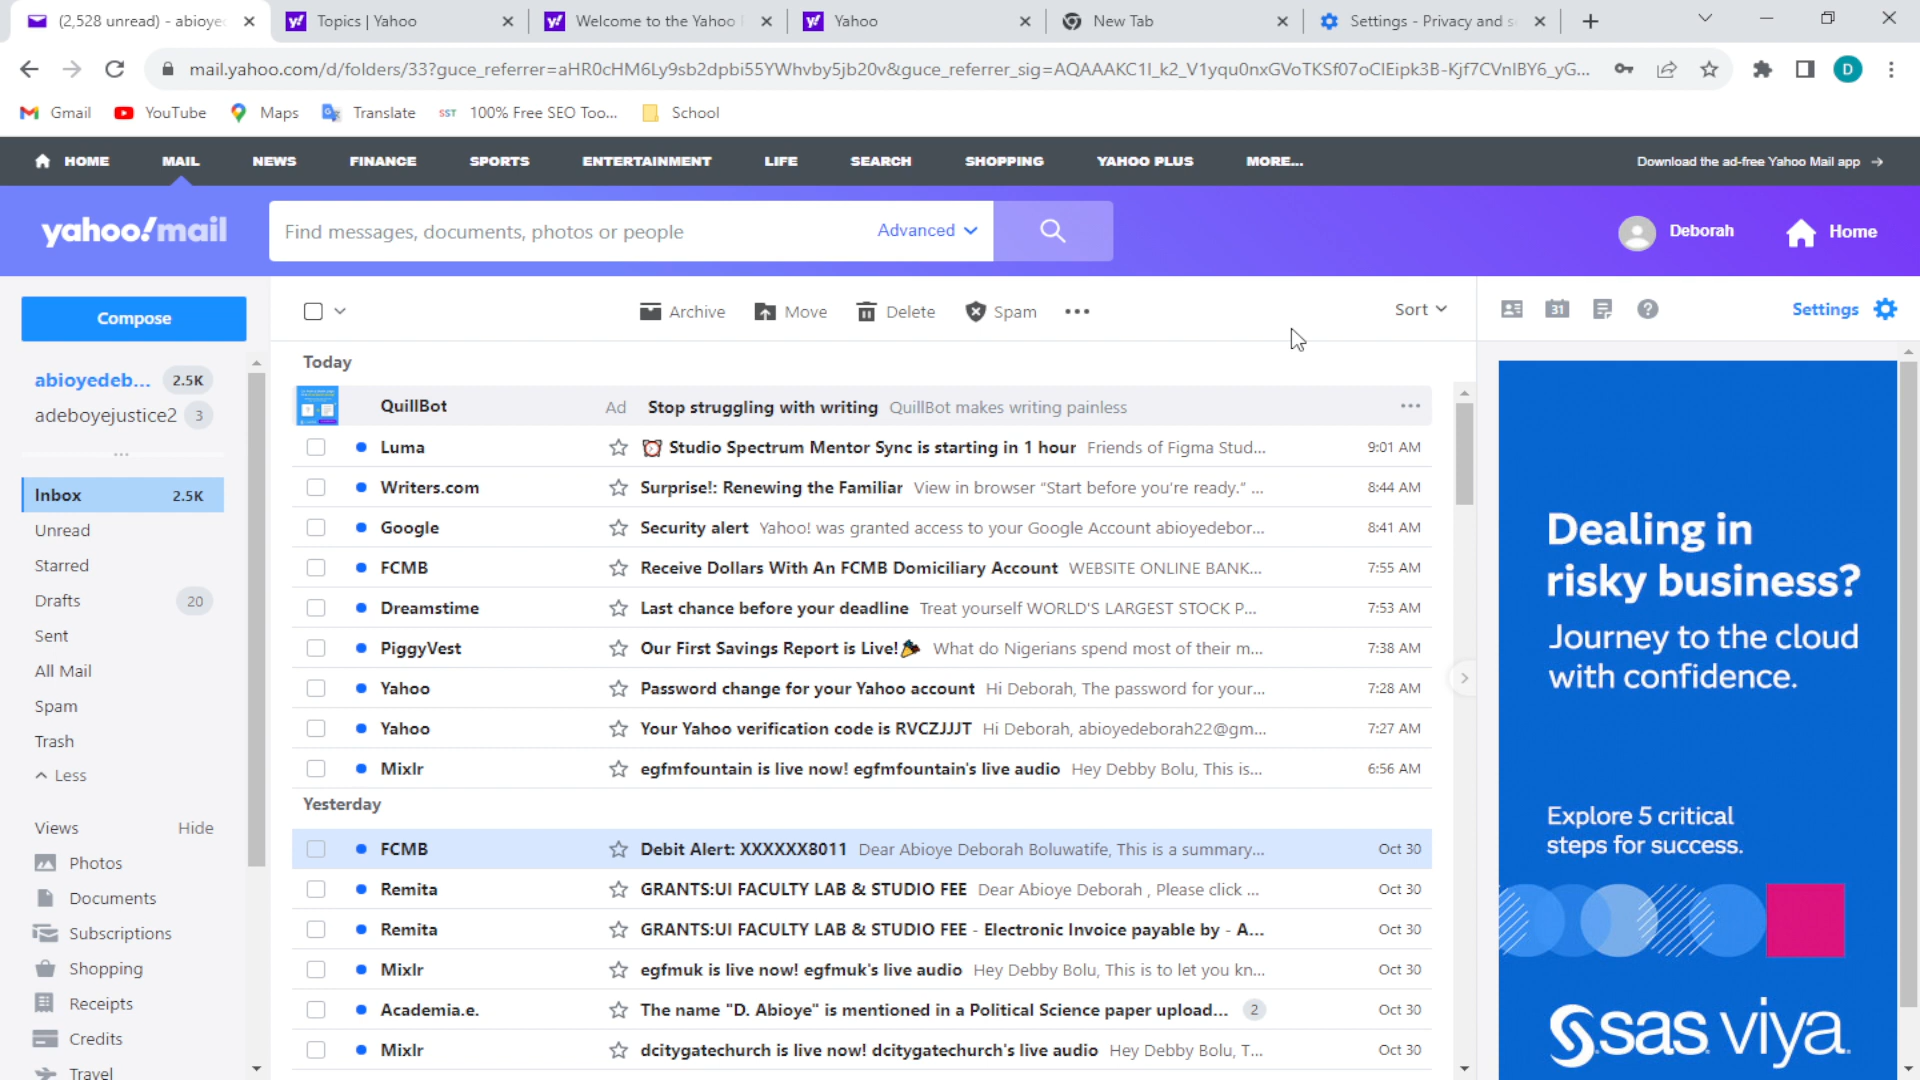 (2,528 unread) - abioye
Topics | Yahoo
Welcome to the Yahoo
Yahoo
New Tab
Settings - Privacy and s
mail.yahoo.com/d/folders/33?guce_referrer=aHR0cHM6Ly9sb2dpbi55YWhvby5jb20v&guce_referrer_sig=AQAAAKC1I_k2_V1yqu0nxGVoTKSf07oCIEipk3B-Kjf7CVnIBY6_yG...
D
Gmail
YouTube
Maps
Translate
SST 100% Free SEO Too...
School
HOME
MAIL
NEWS
FINANCE
SPORTS
ENTERTAINMENT
LIFE
SEARCH
SHOPPING
YAHOO PLUS
MORE...
Download the ad-free Yahoo Mail app →
yahoo!mail
Find messages, documents, photos or people
Advanced
Deborah
Home
Compose
Archive
Move
Delete
Spam
Sort
31
Settings
abioyedeb... 2.5K
adeboyejustice2 3
Inbox 2.5K
Unread
Starred
Drafts 20
Sent
All Mail
Spam
Trash
Less
Views Hide
Photos
Documents
Subscriptions
Shopping
Receipts
Credits
Travel
Today
QuillBot Ad Stop struggling with writing QuillBot makes writing painless
Luma ⏰ Studio Spectrum Mentor Sync is starting in 1 hour Friends of Figma Stud... 9:01 AM
Writers.com Surprise!: Renewing the Familiar View in browser "Start before you're ready." ... 8:44 AM
Google Security alert Yahoo! was granted access to your Google Account abioyedebor... 8:41 AM
FCMB Receive Dollars With An FCMB Domiciliary Account WEBSITE ONLINE BANK... 7:55 AM
Dreamstime Last chance before your deadline Treat yourself WORLD'S LARGEST STOCK P... 7:53 AM
PiggyVest Our First Savings Report is Live!🎉 What do Nigerians spend most of their m... 7:38 AM
Yahoo Password change for your Yahoo account Hi Deborah, The password for your... 7:28 AM
Yahoo Your Yahoo verification code is RVCZJJJT Hi Deborah, abioyedeborah22@gm... 7:27 AM
Mixlr egfmfountain is live now! egfmfountain's live audio Hey Debby Bolu, This is... 6:56 AM
Yesterday
FCMB Debit Alert: XXXXXX8011 Dear Abioye Deborah Boluwatife, This is a summary... Oct 30
Remita GRANTS:UI FACULTY LAB & STUDIO FEE Dear Abioye Deborah , Please click ... Oct 30
Remita GRANTS:UI FACULTY LAB & STUDIO FEE - Electronic Invoice payable by - A... Oct 30
Mixlr egfmuk is live now! egfmuk's live audio Hey Debby Bolu, This is to let you kn... Oct 30
Academia.e. The name "D. Abioye" is mentioned in a Political Science paper upload... 2 Oct 30
Mixlr dcitygatechurch is live now! dcitygatechurch's live audio Hey Debby Bolu, T... Oct 30
Dealing in
risky business?
Journey to the cloud
with confidence.
Explore 5 critical
steps for success.
sas viya